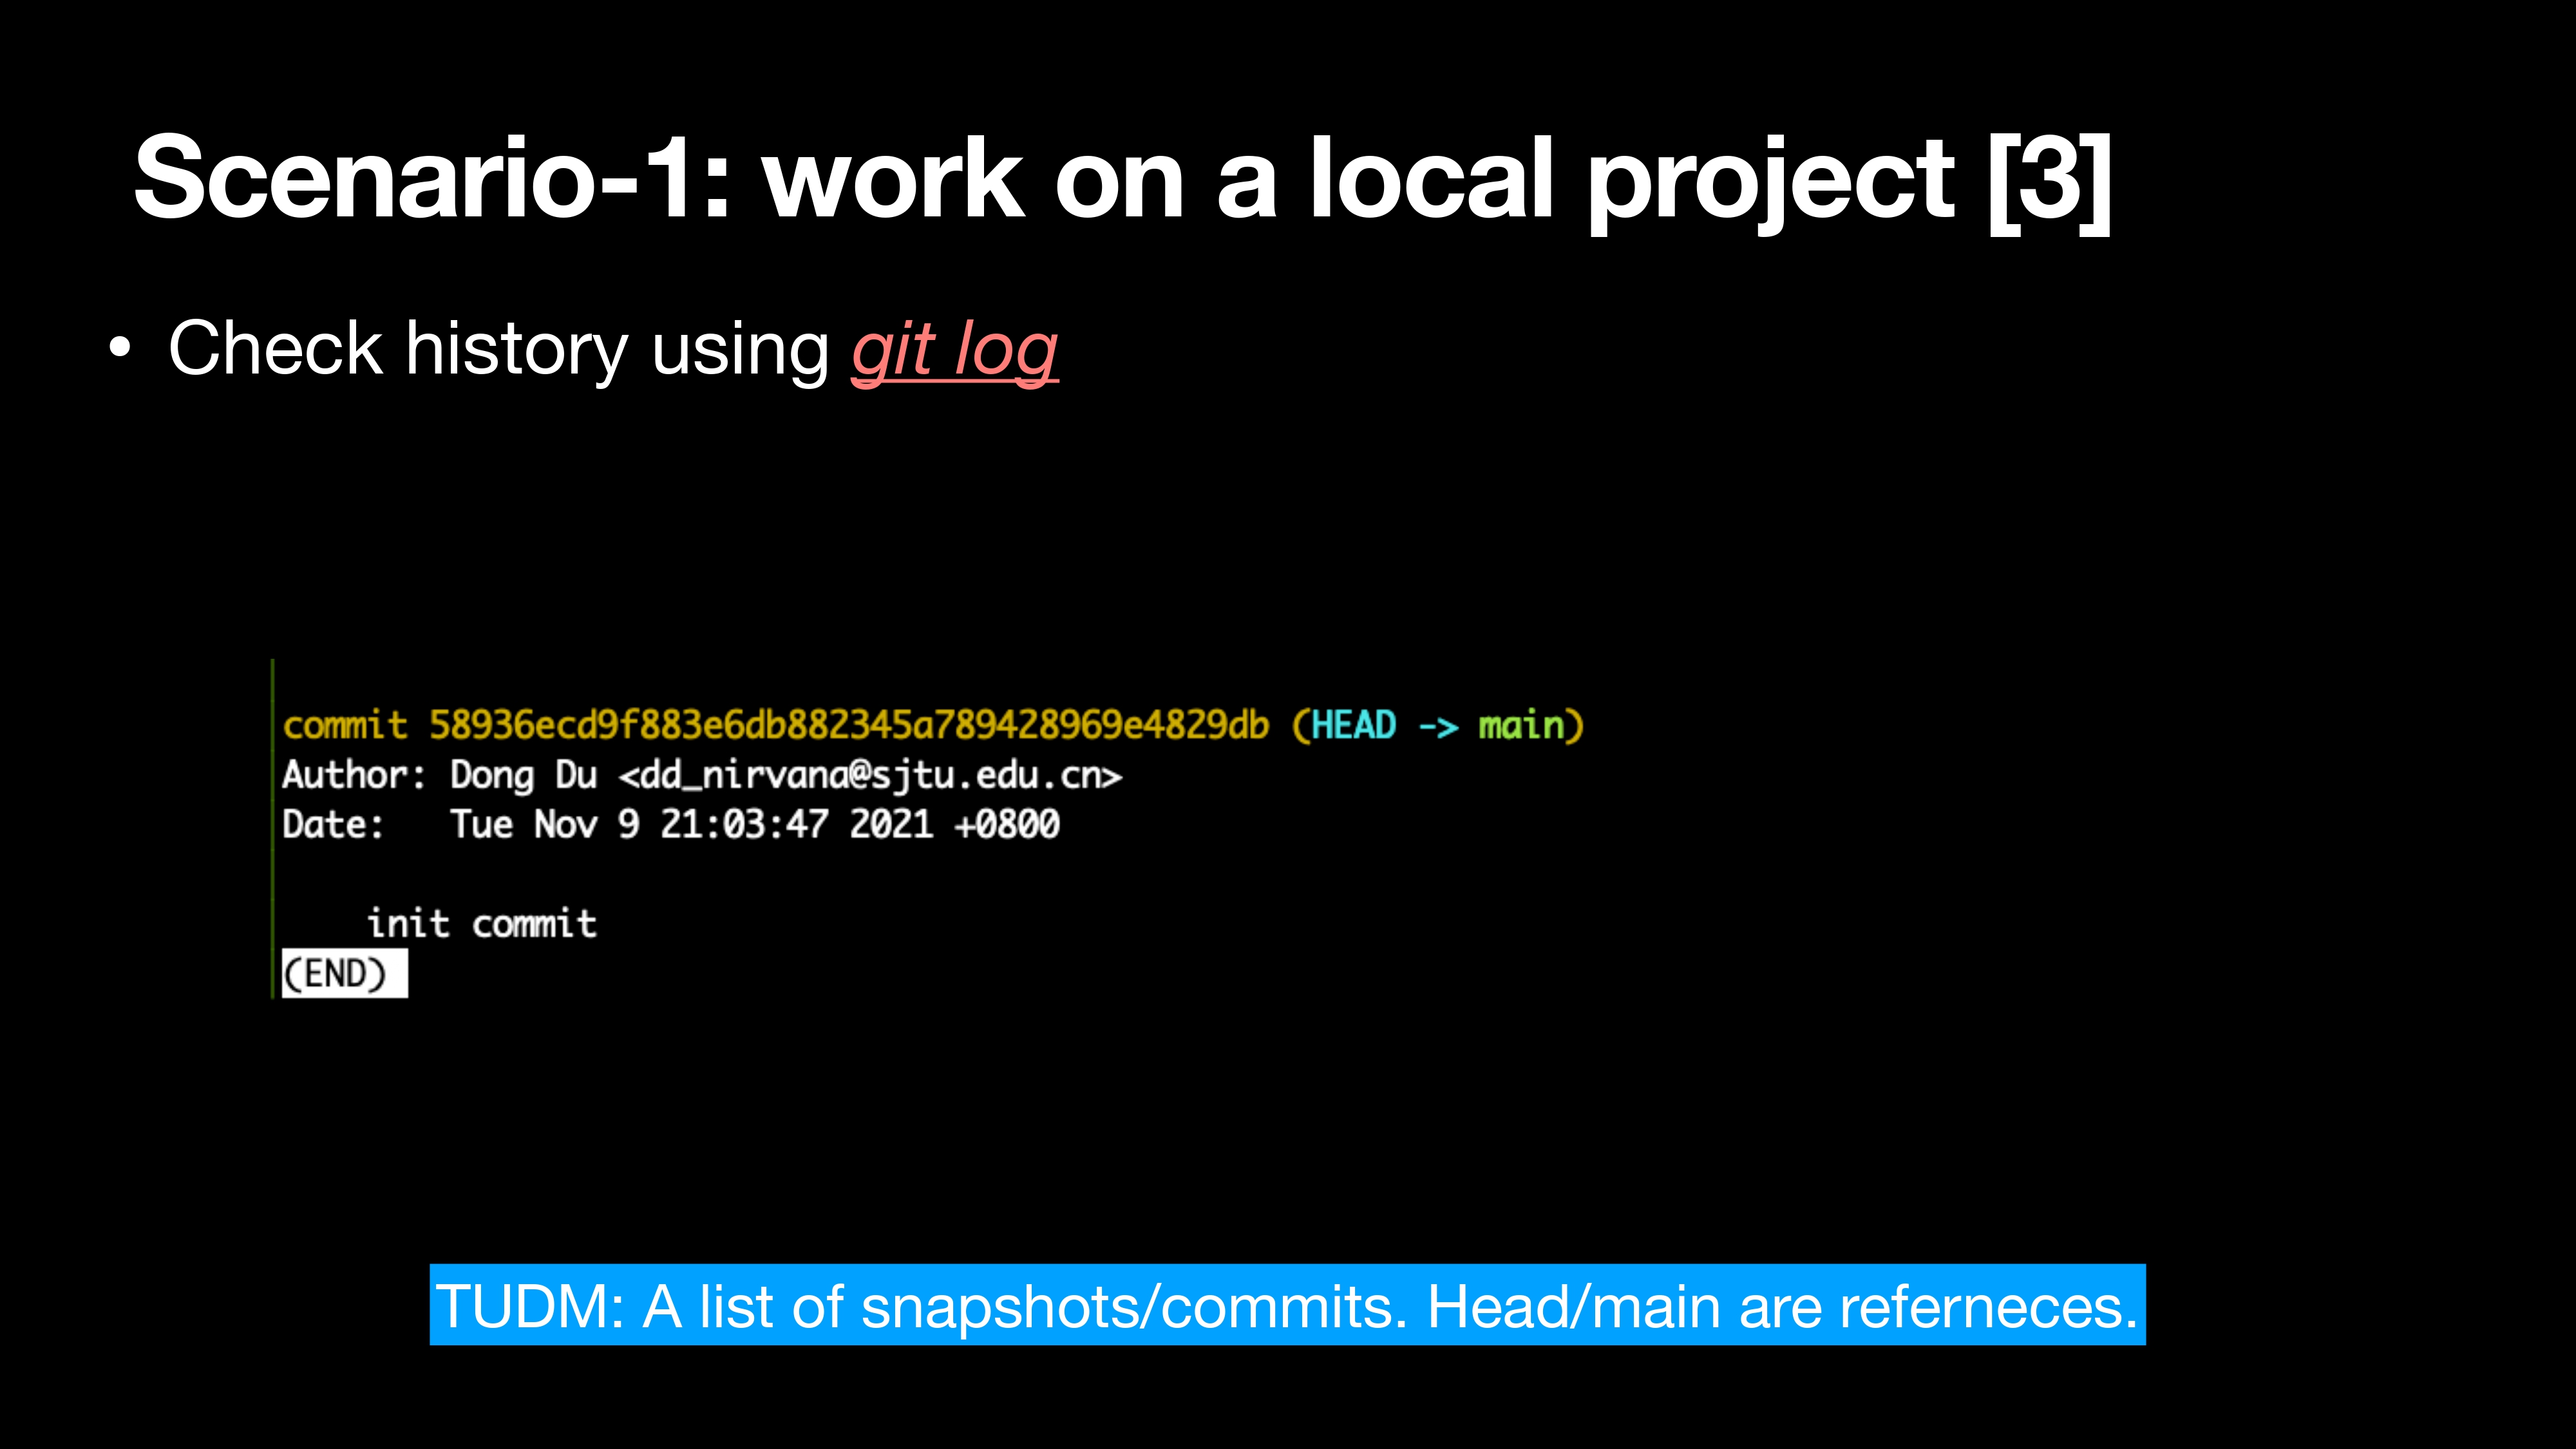 Scenario-1: work on a local project [3]
• Check history using git log
commit 58936ecd9f883e6db882345a789428969e4829db (HEAD -> main)
Author: Dong Du <dd_nirvana@sjtu.edu.cn>
Date:   Tue Nov 9 21:03:47 2021 +0800
init commit
(END)
TUDM: A list of snapshots/commits. Head/main are referneces.